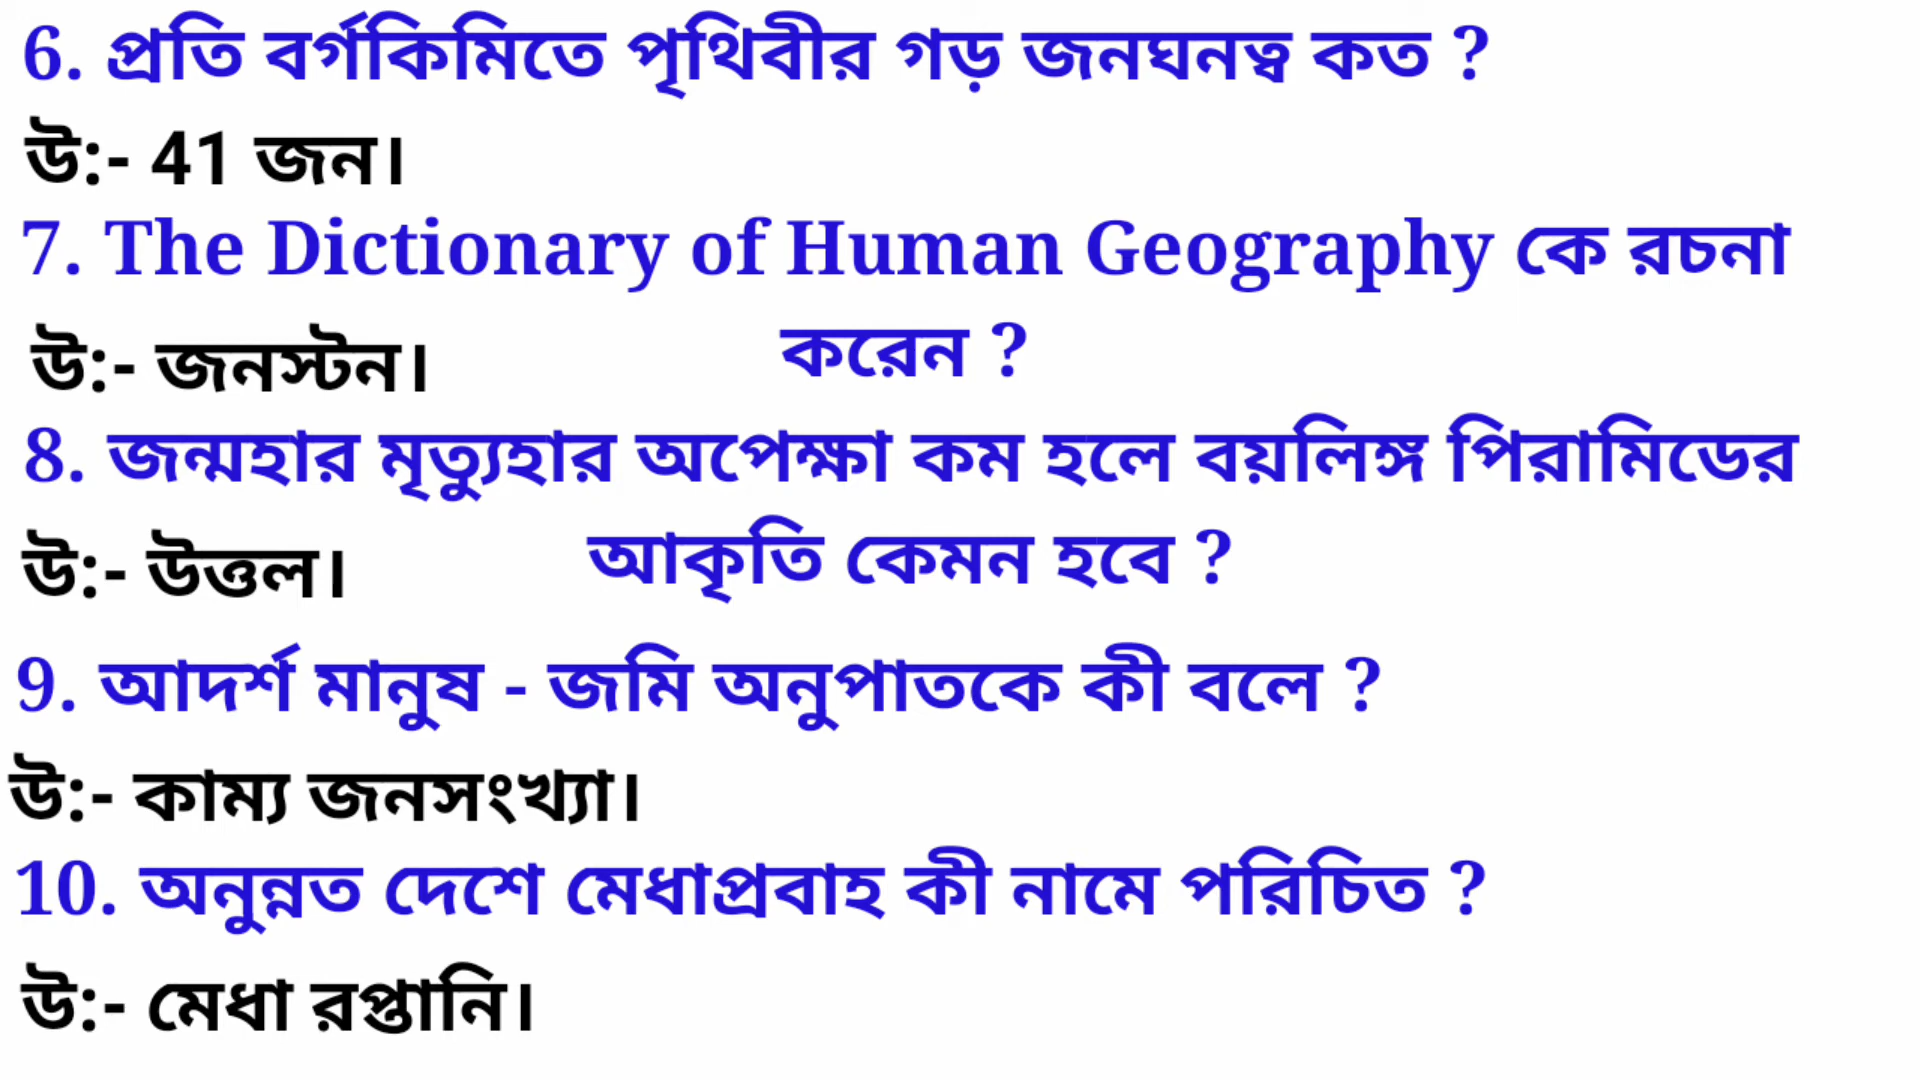 6. প্রতি বর্গকিমিতে পৃথিবীর গড় জনঘনত্ব কত ?
উ:- 41 জন।
7. The Dictionary of Human Geography কে রচনা
করেন ?
উ:- জনস্টন।
8. জন্মহার মৃত্যুহার অপেক্ষা কম হলে বয়লিঙ্গ পিরামিডের
আকৃতি কেমন হবে ?
উ:- উত্তল।
9. আদর্শ মানুষ - জমি অনুপাতকে কী বলে ?
উ:- কাম্য জনসংখ্যা।
10. অনুন্নত দেশে মেধাপ্রবাহ কী নামে পরিচিত ?
উ:- মেধা রপ্তানি।